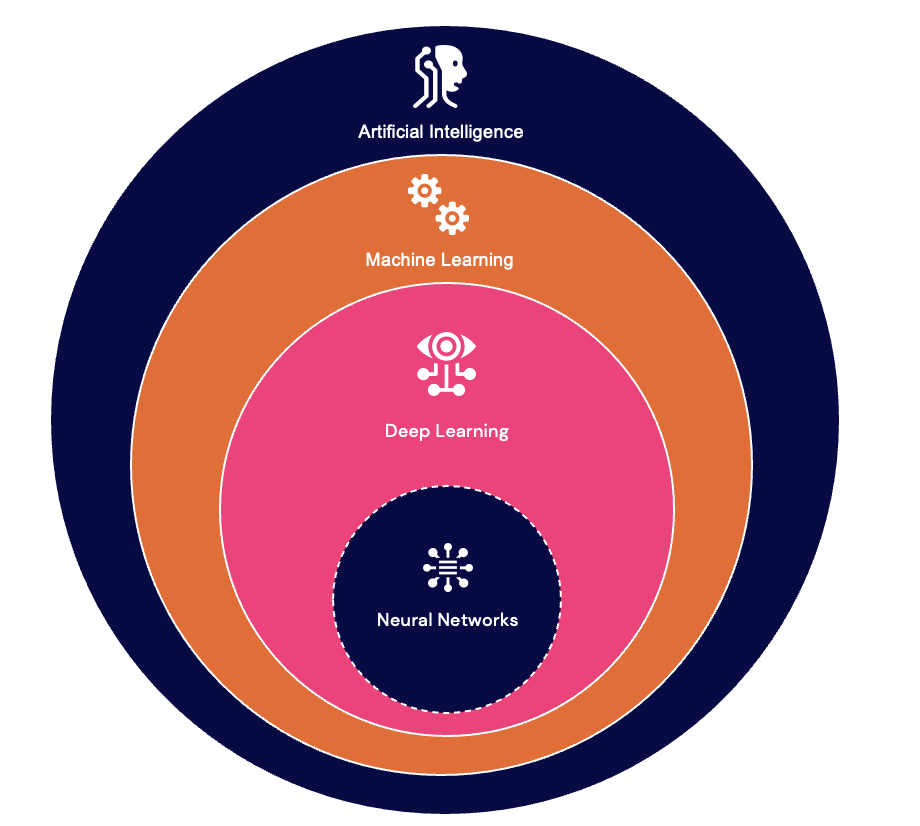 Artificial Intelligence
Machine Learning
Deep Learning
Neural Networks